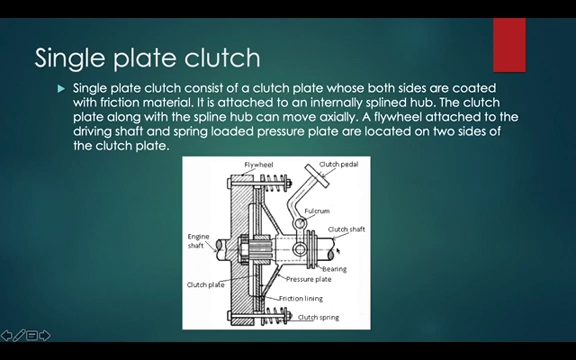 Single plate clutch
Single plate clutch consist of a clutch plate whose both sides are coated
with friction material. It is attached to an internally splined hub. The clutch
plate along with the spline hub can move axially. A flywheel attached to the
driving shaft and spring loaded pressure plate are located on two sides of
the clutch plate.
Flywheel
Clutch pedal
Fulcrum
Clutch shaft
Engine
shaft
Bearing
Pressure plate
Clutch plate
Friction lining
Clutch spring